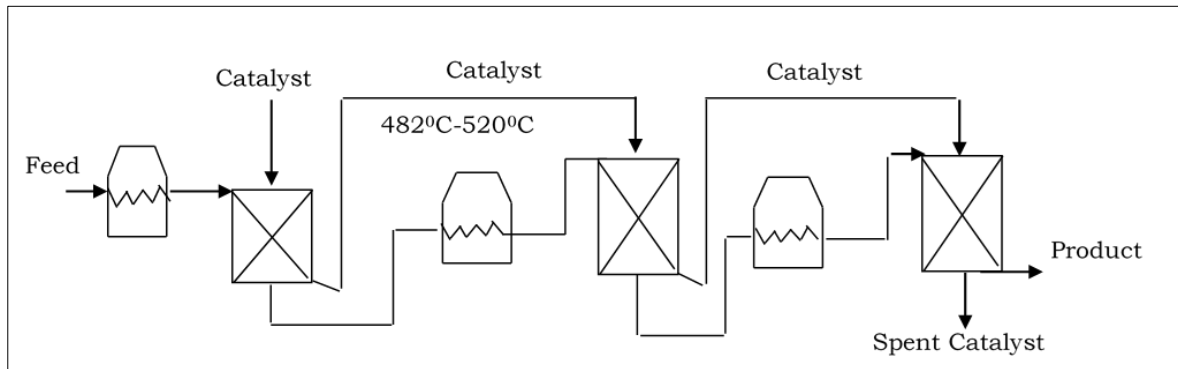 Catalyst
Catalyst
Catalyst
482⁰C-520⁰C
Feed
Product
Spent Catalyst